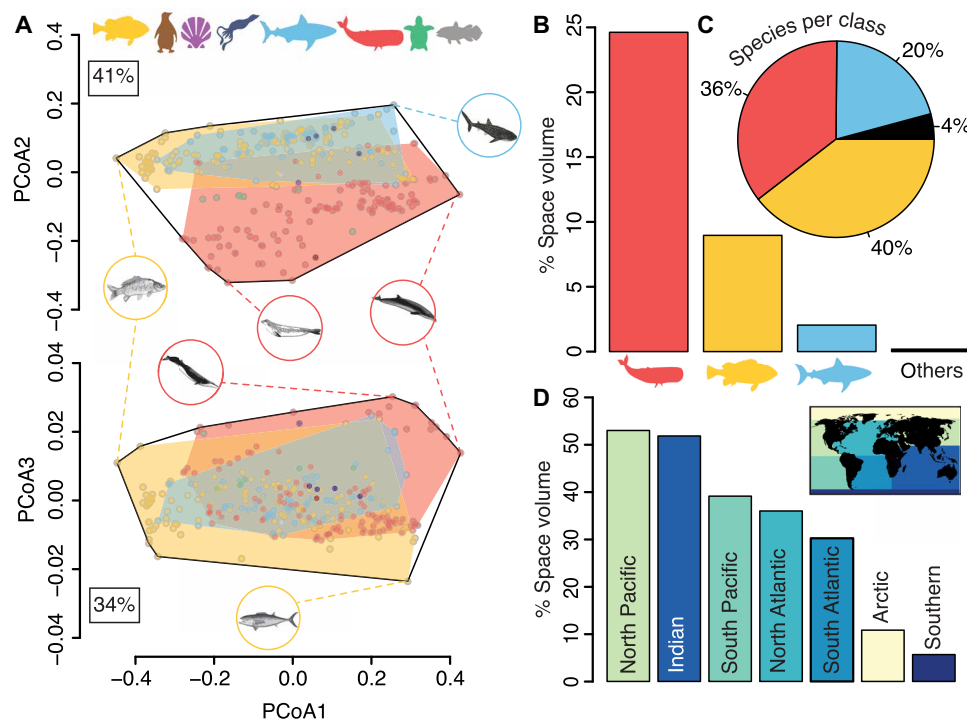 A
0.4
0.2
0.0
−0.2
−0.4
PCoA2
41%
0.04
0.02
0.00
−0.02
−0.04
PCoA3
34%
−0.4
−0.2
0.0
0.2
0.4
PCoA1
B
25
20
15
10
5
0
% Space volume
Others
C
Species per class
20%
36%
4%
40%
D
60
50
40
30
20
10
0
% Space volume
North Pacific
Indian
South Pacific
North Atlantic
South Atlantic
Arctic
Southern